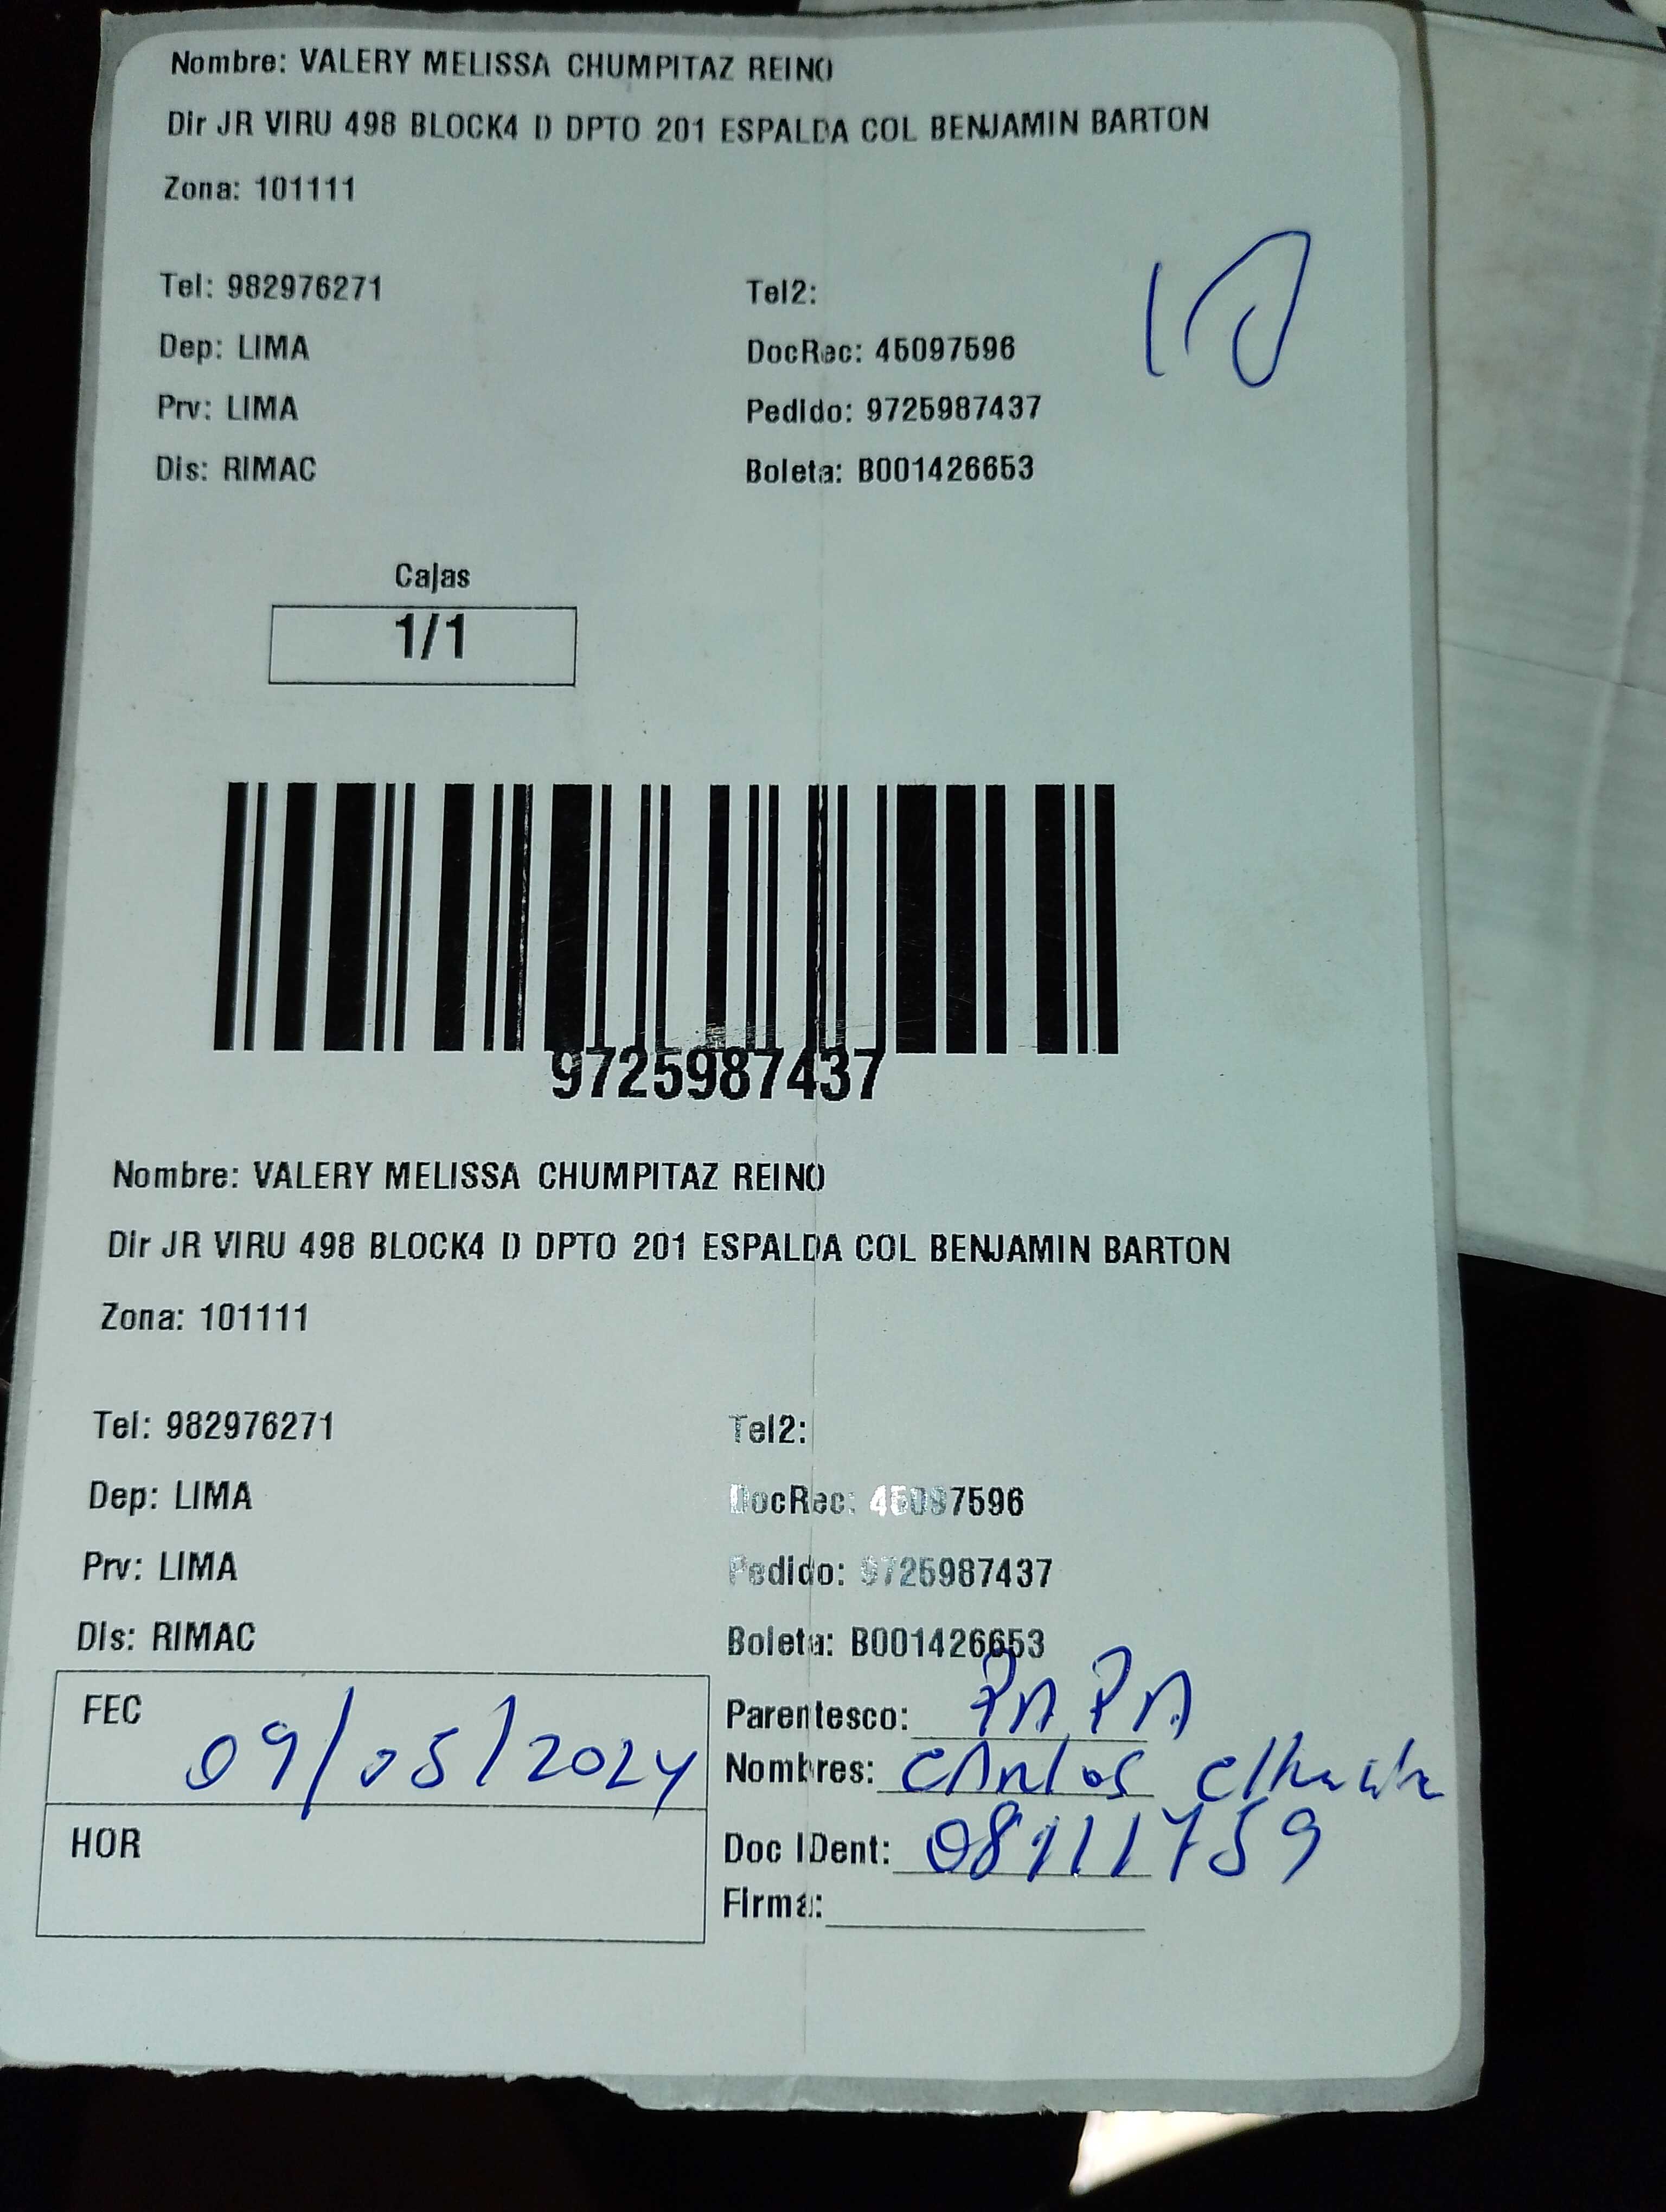 Nombre: VALERY MELISSA CHUMPITAZ REINO
Dir JR VIRU 498 BLOCK4 D DPTO 201 ESPALDA COL BENJAMIN BARTON
Zona: 101111
10
Tel: 982976271 Tel2:
Dep: LIMA DocRec: 45097596
Prv: LIMA Pedido: 9725987437
Dis: RIMAC Boleta: B001426653
Cajas
1/1
9725987437
Nombre: VALERY MELISSA CHUMPITAZ REINO
Dir JR VIRU 498 BLOCK4 D DPTO 201 ESPALDA COL BENJAMIN BARTON
Zona: 101111
Tel: 982976271 Tel2:
Dep: LIMA DocRec: 45097596
Prv: LIMA Pedido: 9725987437
Dis: RIMAC Boleta: B001426653
FEC 09/05/2024 Parentesco: PAPA
Nombres: CARLOS
HOR Doc IDent: 08111759
Firma: